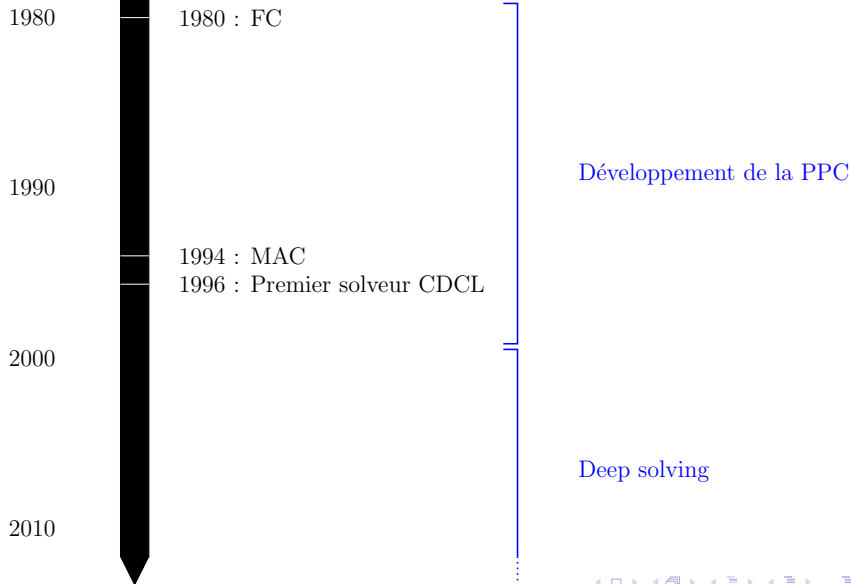 1980
1980 : FC
Développement de la PPC
1990
1994 : MAC
1996 : Premier solveur CDCL
2000
Deep solving
2010